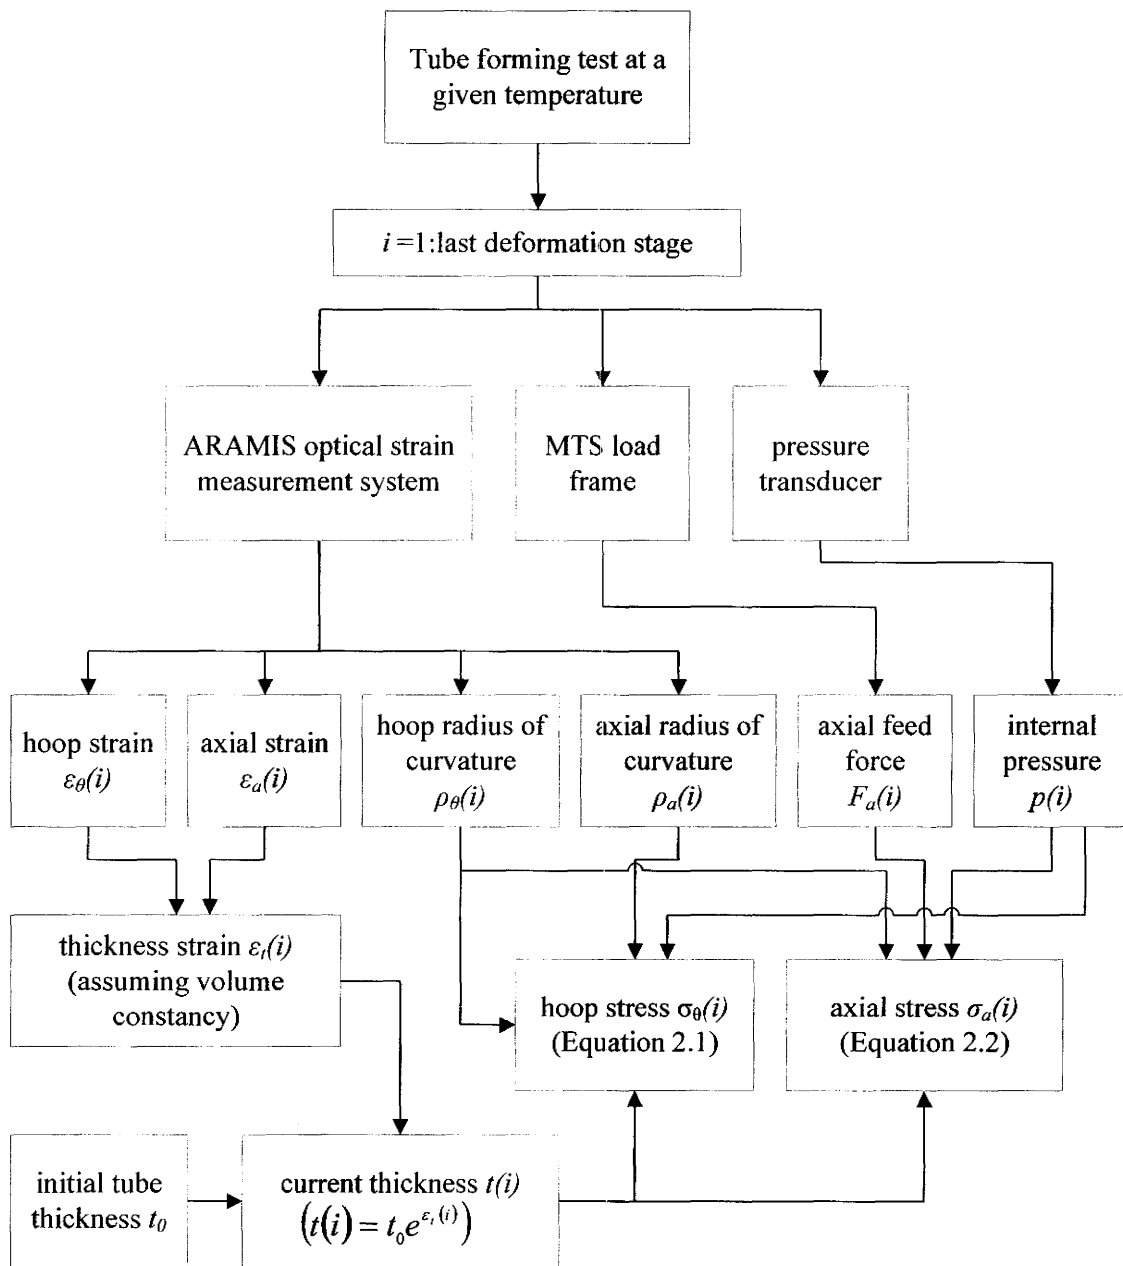 Tube forming test at a
given temperature
i =1:last deformation stage
ARAMIS optical strain
measurement system
MTS load
frame
pressure
transducer
hoop strain
εθ(i)
axial strain
εa(i)
hoop radius of
curvature
ρθ(i)
axial radius of
curvature
ρa(i)
axial feed
force
Fa(i)
internal
pressure
p(i)
thickness strain εt(i)
(assuming volume
constancy)
hoop stress σθ(i)
(Equation 2.1)
axial stress σa(i)
(Equation 2.2)
initial tube
thickness t0
current thickness t(i)
(t(i) = t0e^εt(i))